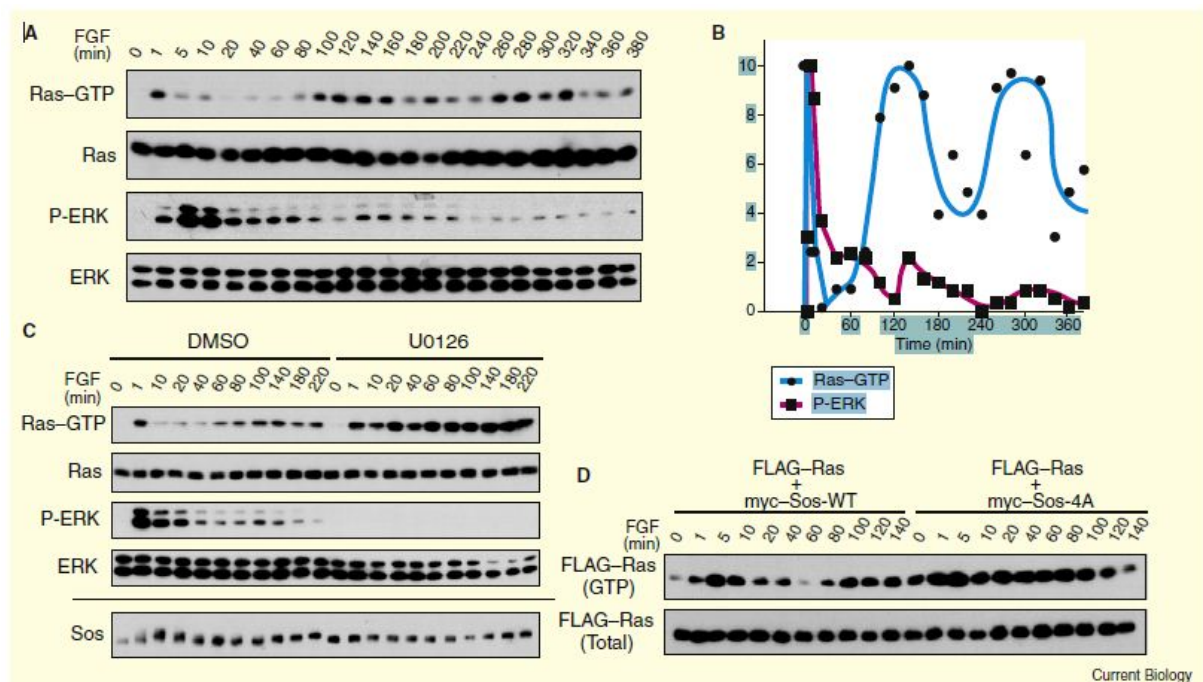 A
FGF
(min)
0 1 5 10 20 40 60 80 100 120 140 160 180 200 220 240 260 280 300 320 340 360 380
Ras–GTP
Ras
P-ERK
ERK
B
10
8
6
4
2
0
0 60 120 180 240 300 360
Time (min)
Ras–GTP
P-ERK
C
DMSO U0126
FGF
(min)
0 1 10 20 40 60 80 100 140 180 220 0 1 10 20 40 60 80 100 140 180 220
Ras–GTP
Ras
P-ERK
ERK
Sos
D
FLAG–Ras
+
myc–Sos-WT
FLAG–Ras
+
myc–Sos-4A
FGF
(min)
0 1 5 10 20 40 60 80 100 120 140 0 1 5 10 20 40 60 80 100 120 140
FLAG–Ras
(GTP)
FLAG–Ras
(Total)
Current Biology